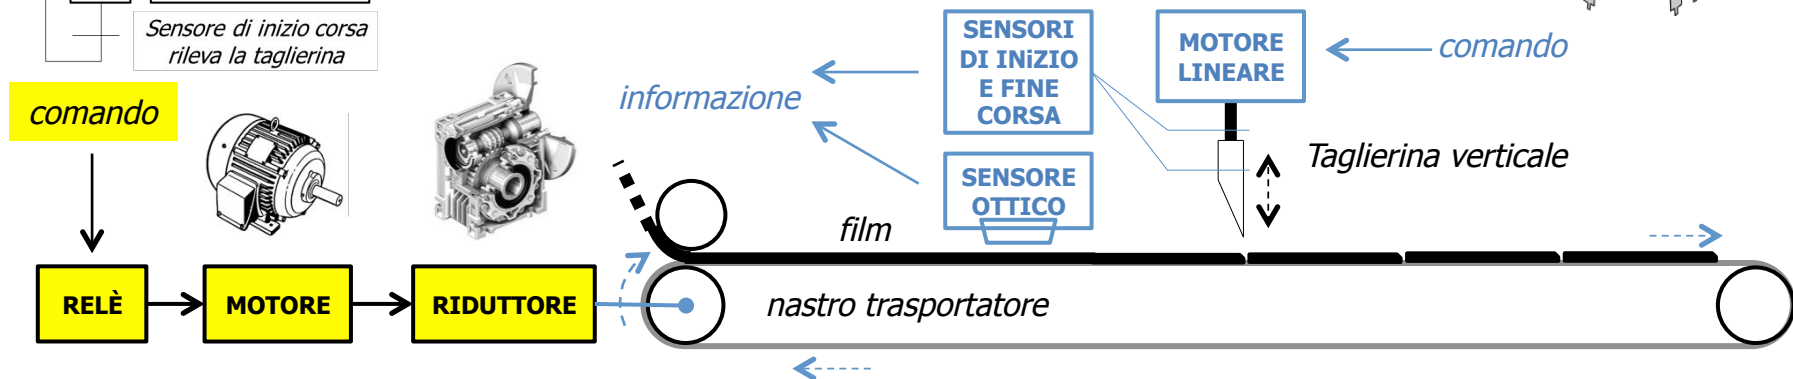 Sensore di inizio corsa
rileva la taglierina
comando
informazione
SENSORI
DI INiZIO
E FINE
CORSA
MOTORE
LINEARE
comando
Taglierina verticale
SENSORE
OTTICO
film
RELÈ
MOTORE
RIDUTTORE
nastro trasportatore